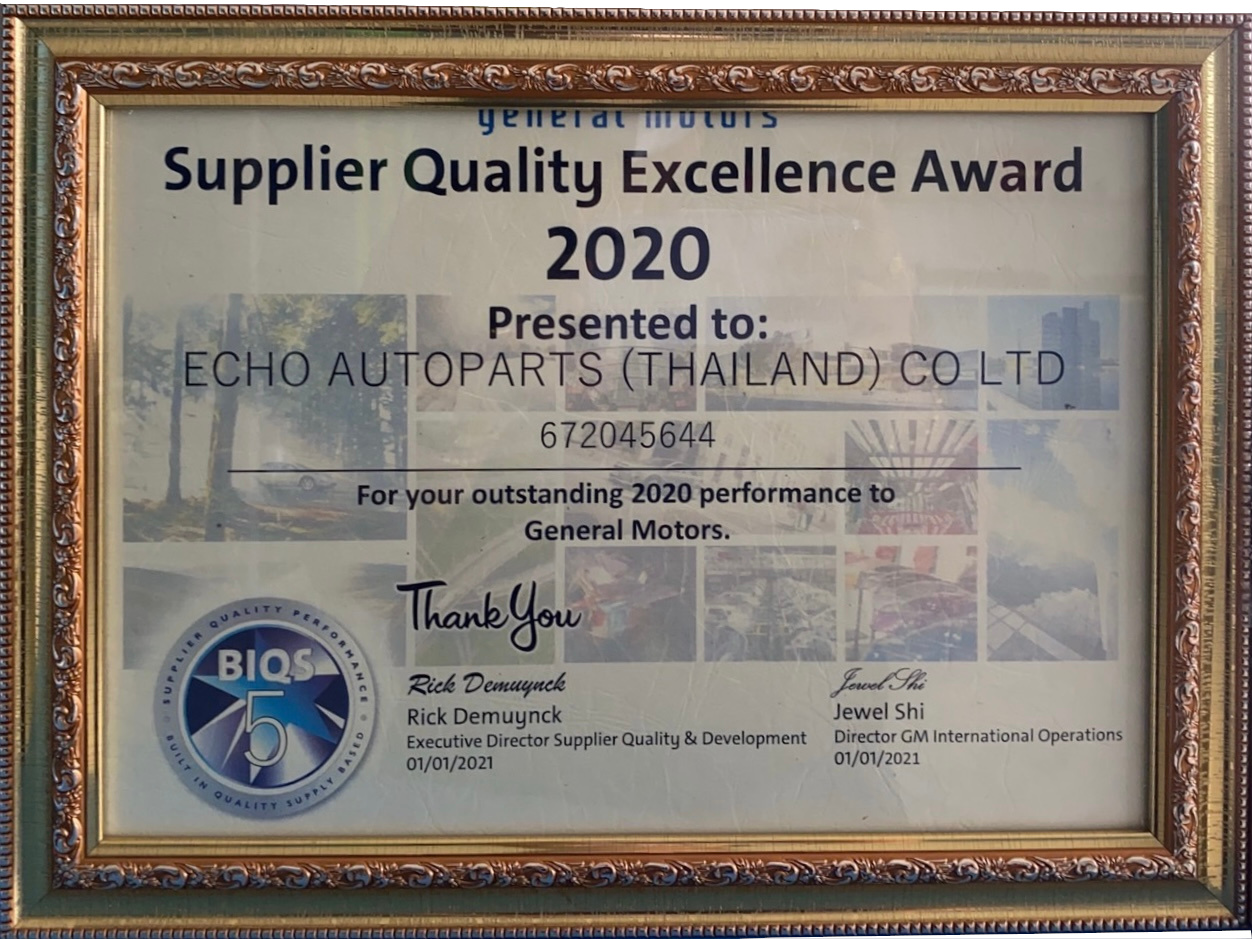 general motors
Supplier Quality Excellence Award
2020
Presented to:
ECHO AUTOPARTS (THAILAND) CO LTD
672045644
For your outstanding 2020 performance to
General Motors.
Thank You
SUPPLIER QUALITY PERFORMANCE
BIQS
5
BUILT IN QUALITY SUPPLY BASED
Rick Demuynck
Rick Demuynck
Executive Director Supplier Quality & Development
01/01/2021
Jewel Shi
Jewel Shi
Director GM International Operations
01/01/2021